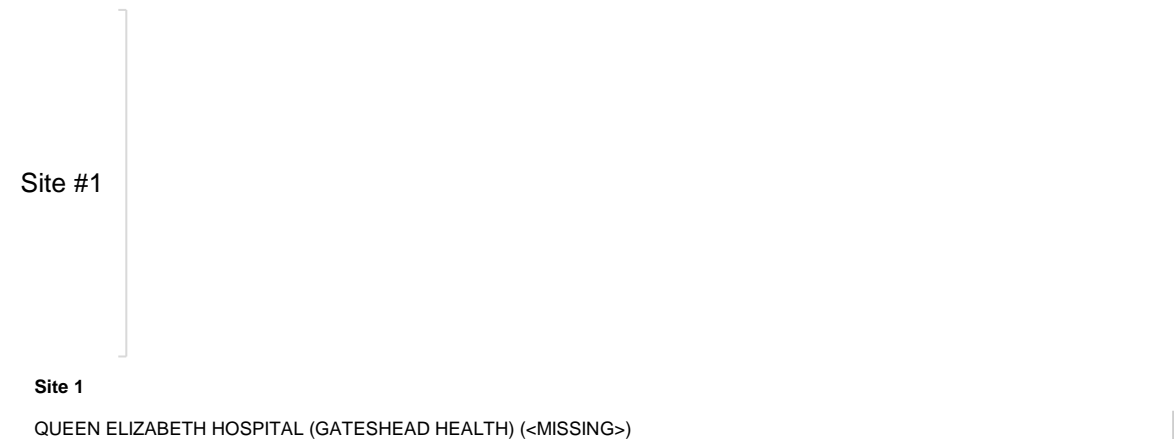 Site #1
Site 1
QUEEN ELIZABETH HOSPITAL (GATESHEAD HEALTH) (<MISSING>)